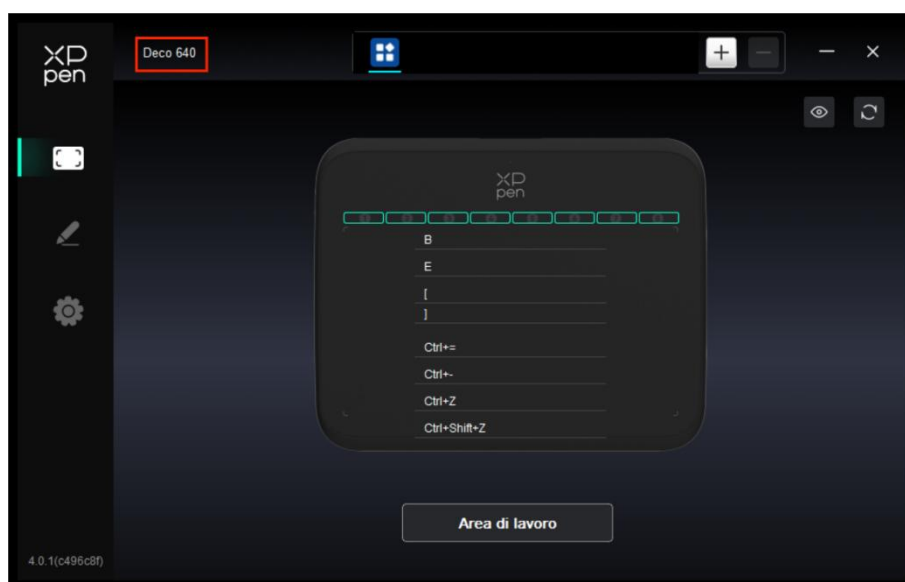 XP
pen
Deco 640
XP
pen
B
E
[
]
Ctrl+=
Ctrl+-
Ctrl+Z
Ctrl+Shift+Z
Area di lavoro
4.0.1(c496c8f)